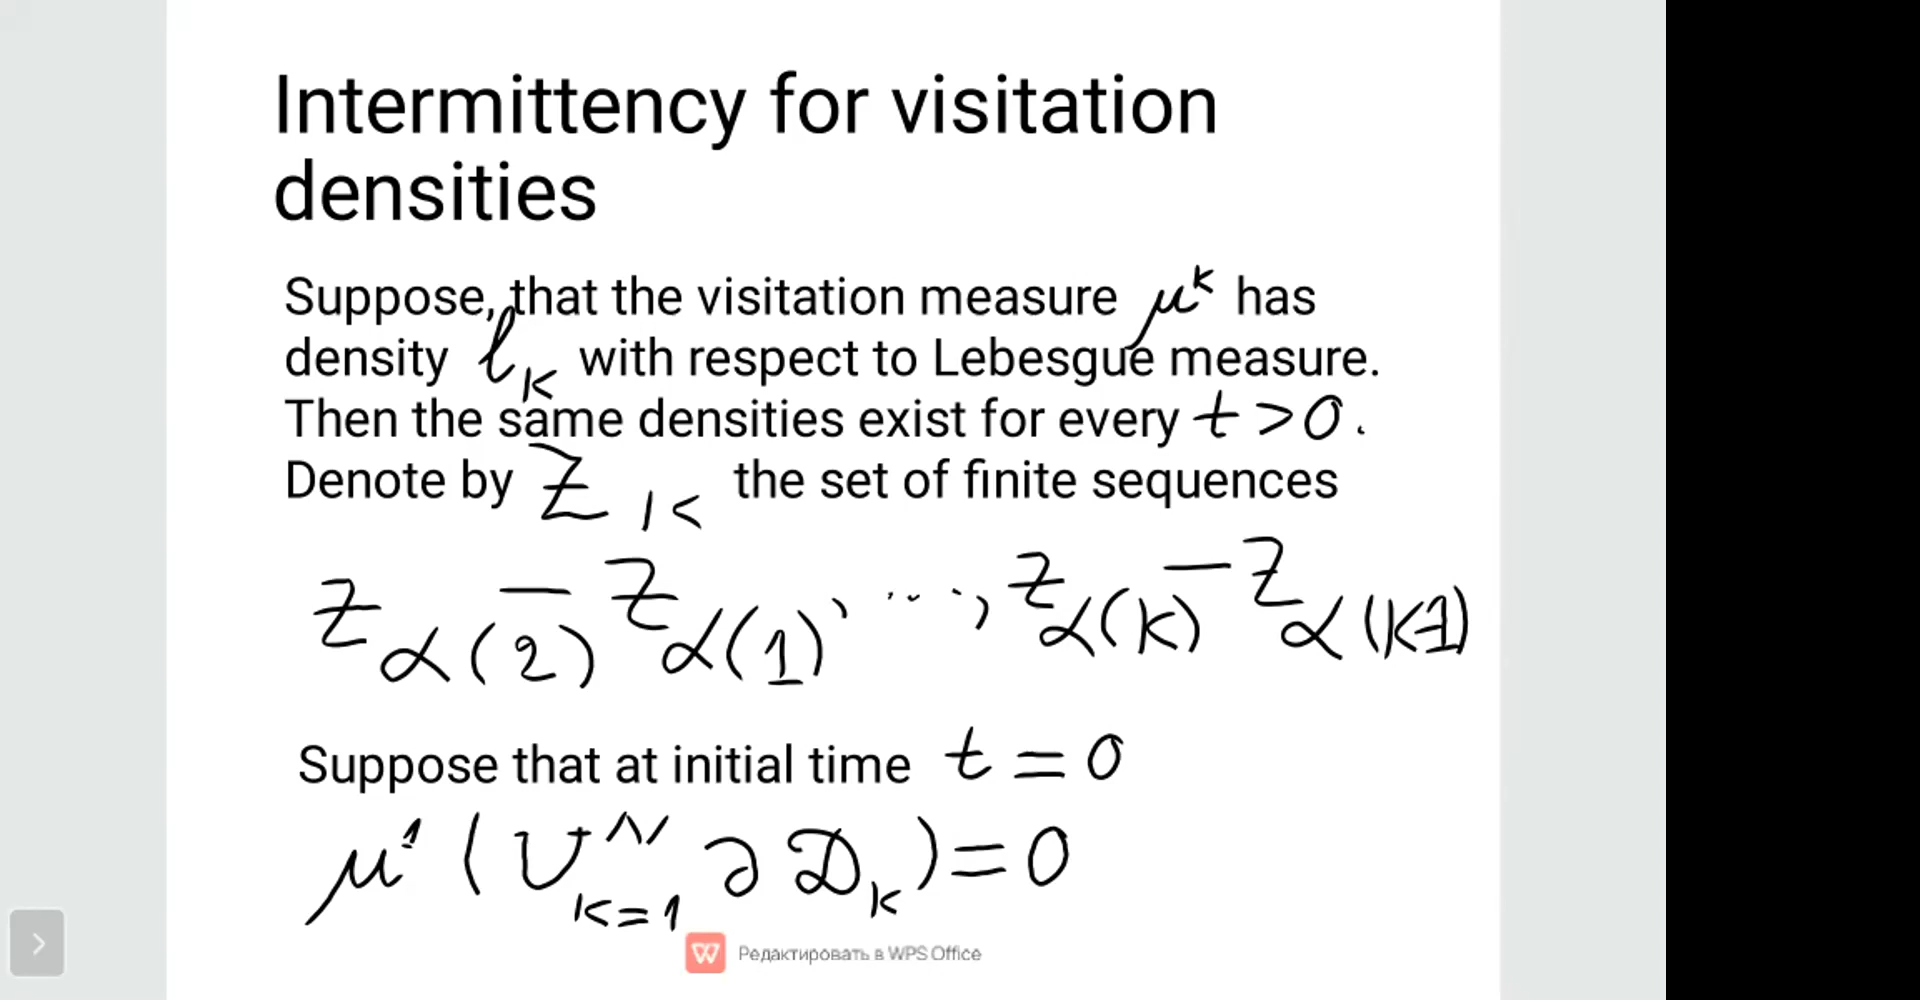 Intermittency for visitation
densities
Suppose, that the visitation measure μ^k has
density l_k with respect to Lebesgue measure.
Then the same densities exist for every t > 0.
Denote by Z_k the set of finite sequences
z_α(2) - z_α(1), ..., z_α(k) - z_α(k-1)
Suppose that at initial time t = 0
μ^1 ( ∪^N_{k=1} ∂ D_k ) = 0
Редактировать в WPS Office